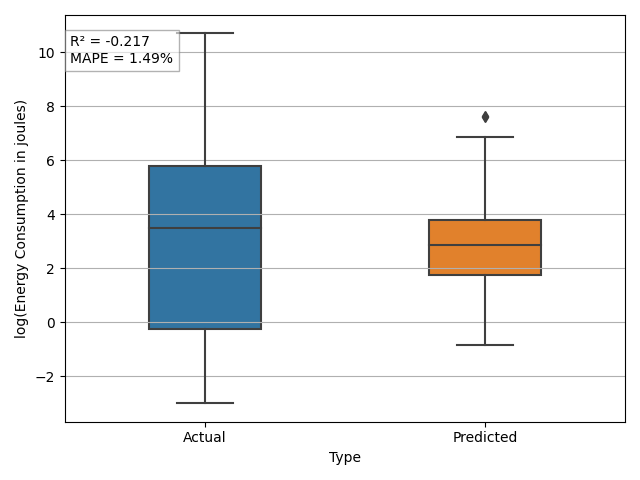 R² = -0.217
MAPE = 1.49%
10
8
6
4
2
0
−2
log(Energy Consumption in joules)
Actual
Predicted
Type